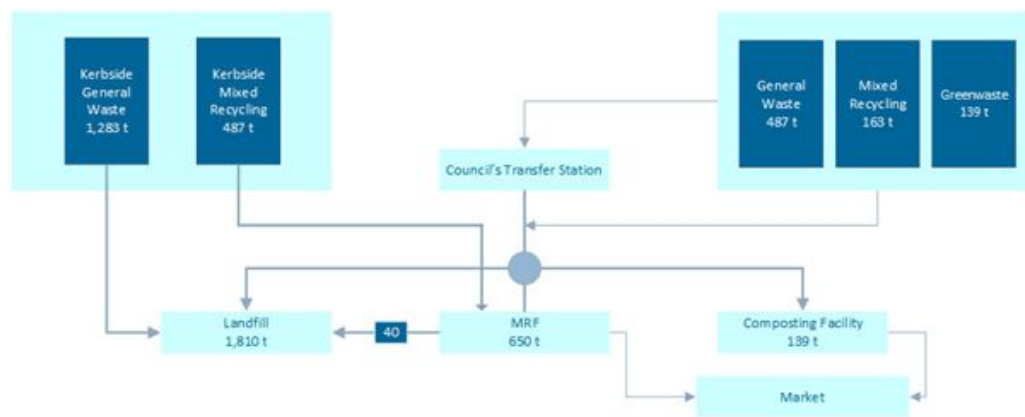 Kerbside
General
Waste
1,283 t
Kerbside
Mixed
Recycling
487 t
General
Waste
487 t
Mixed
Recycling
163 t
Greenwaste
139 t
Council's Transfer Station
Landfill
1,810 t
40
MRF
650 t
Composting Facility
139 t
Market